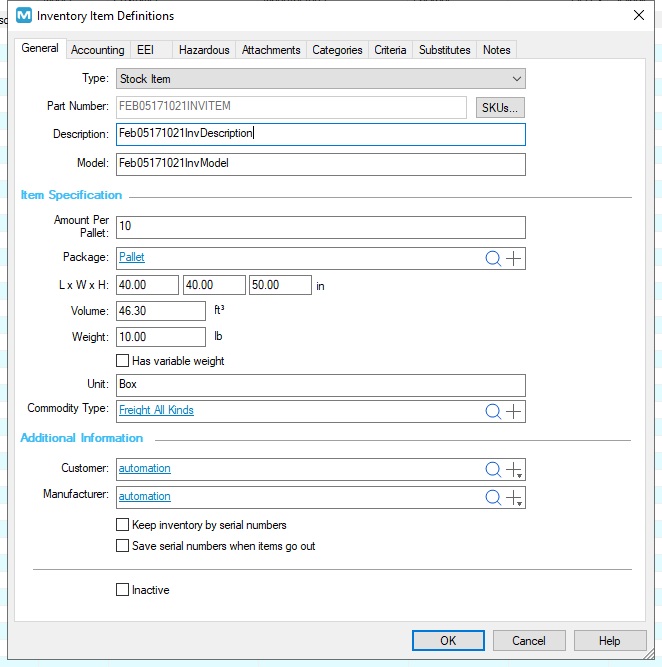 Inventory Item Definitions
General Accounting EEI Hazardous Attachments Categories Criteria Substitutes Notes
Type: Stock Item
Part Number: FEB05171021INVITEM SKUs...
Description: Feb05171021InvDescription
Model: Feb05171021InvModel
Item Specification
Amount Per
Pallet: 10
Package: Pallet
L x W x H: 40.00 40.00 50.00 in
Volume: 46.30 ft³
Weight: 10.00 lb
Has variable weight
Unit: Box
Commodity Type: Freight All Kinds
Additional Information
Customer: automation
Manufacturer: automation
Keep inventory by serial numbers
Save serial numbers when items go out
Inactive
OK Cancel Help